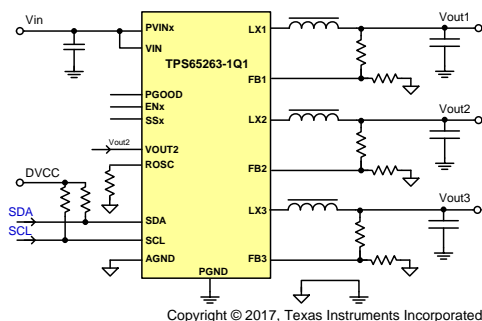 Vin
PVINx
VIN
TPS65263-1Q1
PGOOD
ENx
SSx
Vout2
VOUT2
ROSC
DVCC
SDA
SCL
SDA
SCL
AGND
PGND
LX1
FB1
LX2
FB2
LX3
FB3
Vout1
Vout2
Vout3
Copyright © 2017, Texas Instruments Incorporated